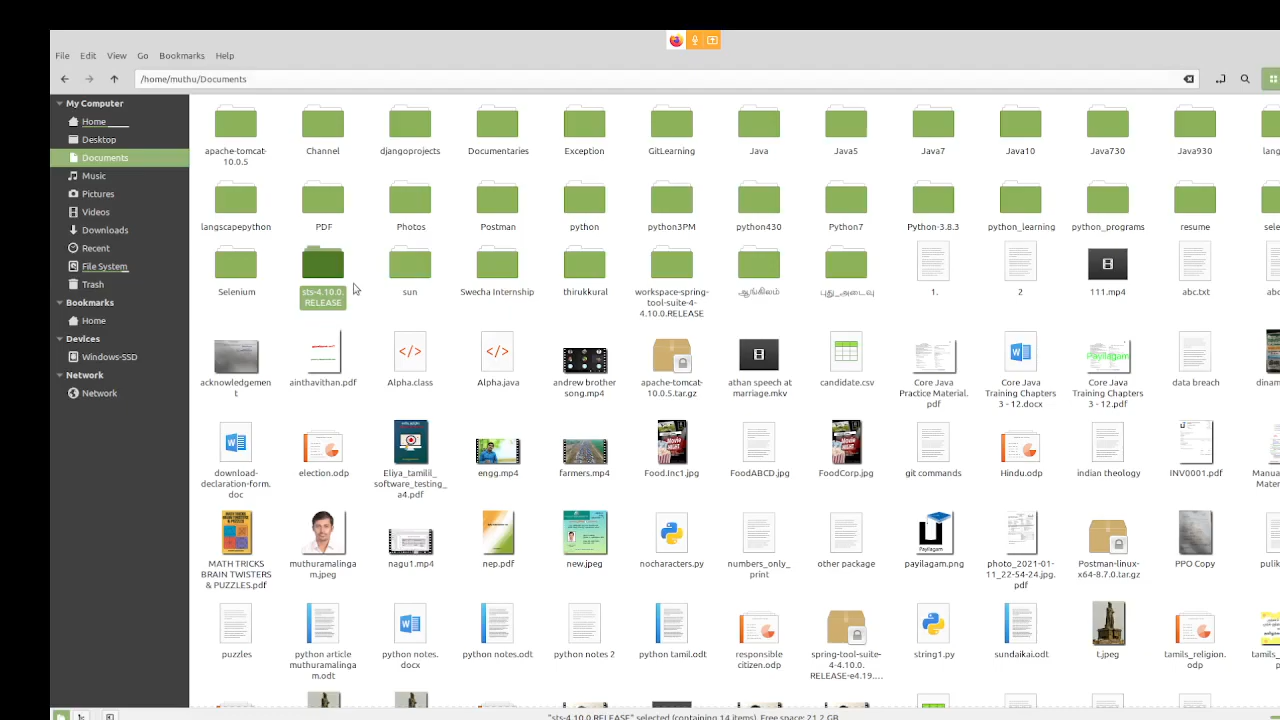 File Edit View Go Bookmarks Help
/home/muthu/Documents
My Computer
Home
Desktop
Documents
Music
Pictures
Videos
Downloads
Recent
File System
Trash
Bookmarks
Home
Devices
Windows-SSD
Network
Network
apache-tomcat-
10.0.5
Channel
djangoprojects
Documentaries
Exception
GitLearning
Java
Java5
Java7
Java10
Java730
Java930
lang
langscapepython
PDF
Photos
Postman
python
python3PM
python430
Python7
Python-3.8.3
python_learning
python_programs
resume
sele
Selenium
sts-4.10.0.
RELEASE
sun
Swecha Internship
thirukkural
workspace-spring-
tool-suite-4-
4.10.0.RELEASE
ஆங்கிலம்
புது_அடைவு
1.
2
111.mp4
abc.txt
abc
acknowledgemen
t
ainthavithan.pdf
Alpha.class
Alpha.java
andrew brother
song.mp4
apache-tomcat-
10.0.5.tar.gz
athan speech at
marriage.mkv
candidate.csv
Core Java
Practice Material.
pdf
Core Java
Training Chapters
3 - 12.docx
Payilagam
Core Java
Training Chapters
3 - 12.pdf
data breach
dinam
download-
declaration-form.
doc
election.odp
Eliya_tamilil_
software_testing_
a4.pdf
engg.mp4
farmers.mp4
Food.Inc1.jpg
FoodABCD.jpg
FoodCorp.jpg
git commands
Hindu.odp
indian theology
INV0001.pdf
Manua
Mater
MATH TRICKS
BRAIN TWISTERS
& PUZZLES.pdf
muthuramalinga
m.jpeg
nagu1.mp4
nep.pdf
new.jpeg
nocharacters.py
numbers_only_
print
other package
Payilagam
payilagam.png
photo_2021-01-
11_22-54-24.jpg.
pdf
Postman-linux-
x64-8.7.0.tar.gz
PPO Copy
pulik
puzzles
python article
muthuramalinga
m.odt
python notes.
docx
python notes.odt
python notes 2
python tamil.odt
responsible
citizen.odp
spring-tool-suite-
4-4.10.0.
RELEASE-e4.19....
string1.py
sundaikai.odt
t.jpeg
tamils_religion.
odp
tamils_
p
"sts-4.10.0.RELEASE" selected (containing 14 items), Free space: 21.2 GB